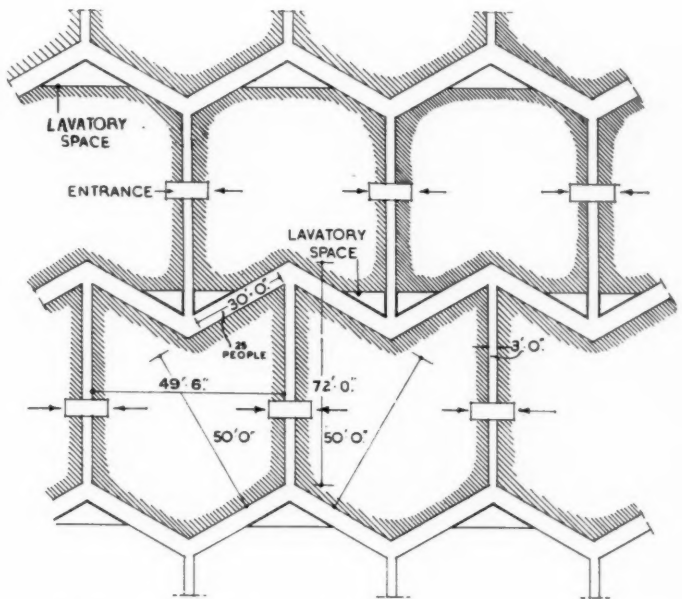 LAVATORY
SPACE
ENTRANCE
LAVATORY
SPACE
30'.0".
25
PEOPLE
3'.0".
49'.6".
72'.0".
50'0"
50'0".